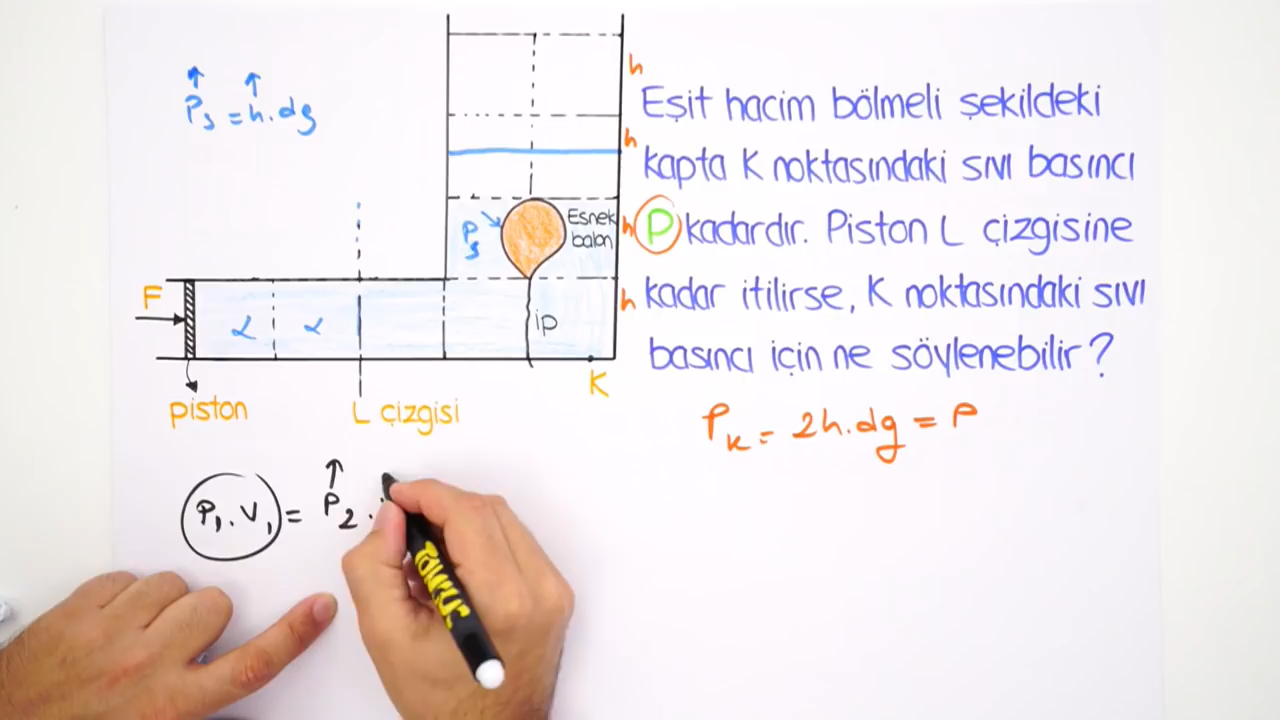 Pₛ = h.dg
h
h
h
h
Eşit hacim bölmeli şekildeki
kapta K noktasındaki sıvı basıncı
P kadardır. Piston L çizgisine
kadar itilirse, K noktasındaki sıvı
basıncı için ne söylenebilir?
Pₛ
Esnek
balon
F
α
α
ip
K
piston
L çizgisi
Pₖ = 2h.dg = P
P₁.V₁ = P₂.